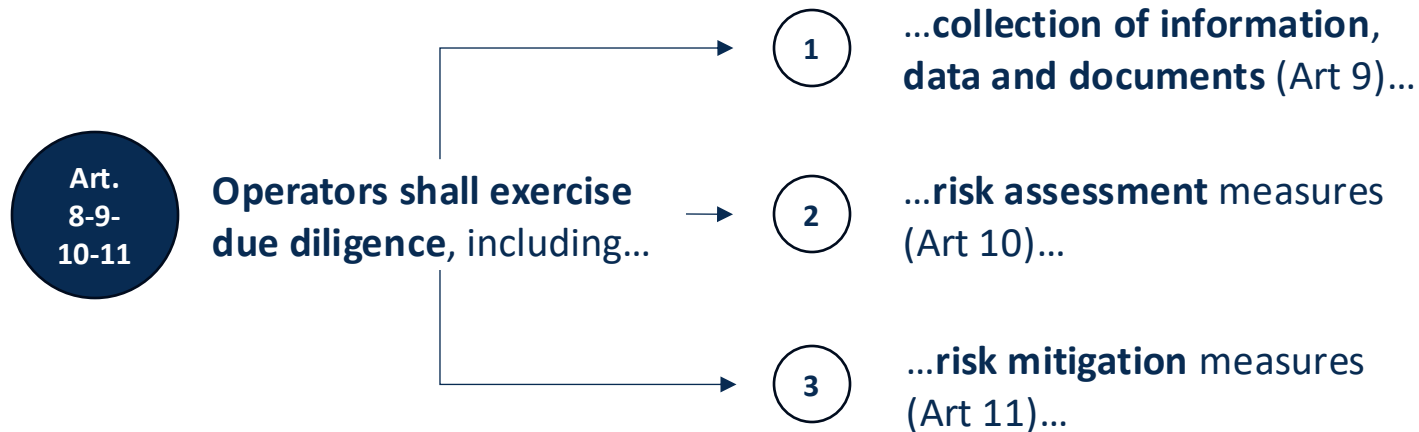 Art.
8-9-
10-11
Operators shall exercise
due diligence, including…
1
…collection of information,
data and documents (Art 9)…
2
…risk assessment measures
(Art 10)…
3
…risk mitigation measures
(Art 11)…